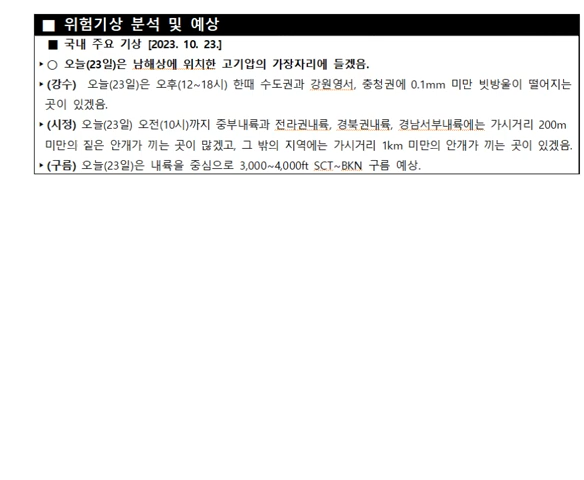 ■ 위험기상 분석 및 예상
■ 국내 주요 기상 [2023. 10. 23.]
▸ ○ 오늘(23일)은 남해상에 위치한 고기압의 가장자리에 들겠음.
▸ (강수) 오늘(23일)은 오후(12~18시) 한때 수도권과 강원영서, 충청권에 0.1mm 미만 빗방울이 떨어지는
곳이 있겠음.
▸ (시정) 오늘(23일) 오전(10시)까지 중부내륙과 전라권내륙, 경북권내륙, 경남서부내륙에는 가시거리 200m
미만의 짙은 안개가 끼는 곳이 많겠고, 그 밖의 지역에는 가시거리 1km 미만의 안개가 끼는 곳이 있겠음.
▸ (구름) 오늘(23일)은 내륙을 중심으로 3,000~4,000ft SCT~BKN 구름 예상.